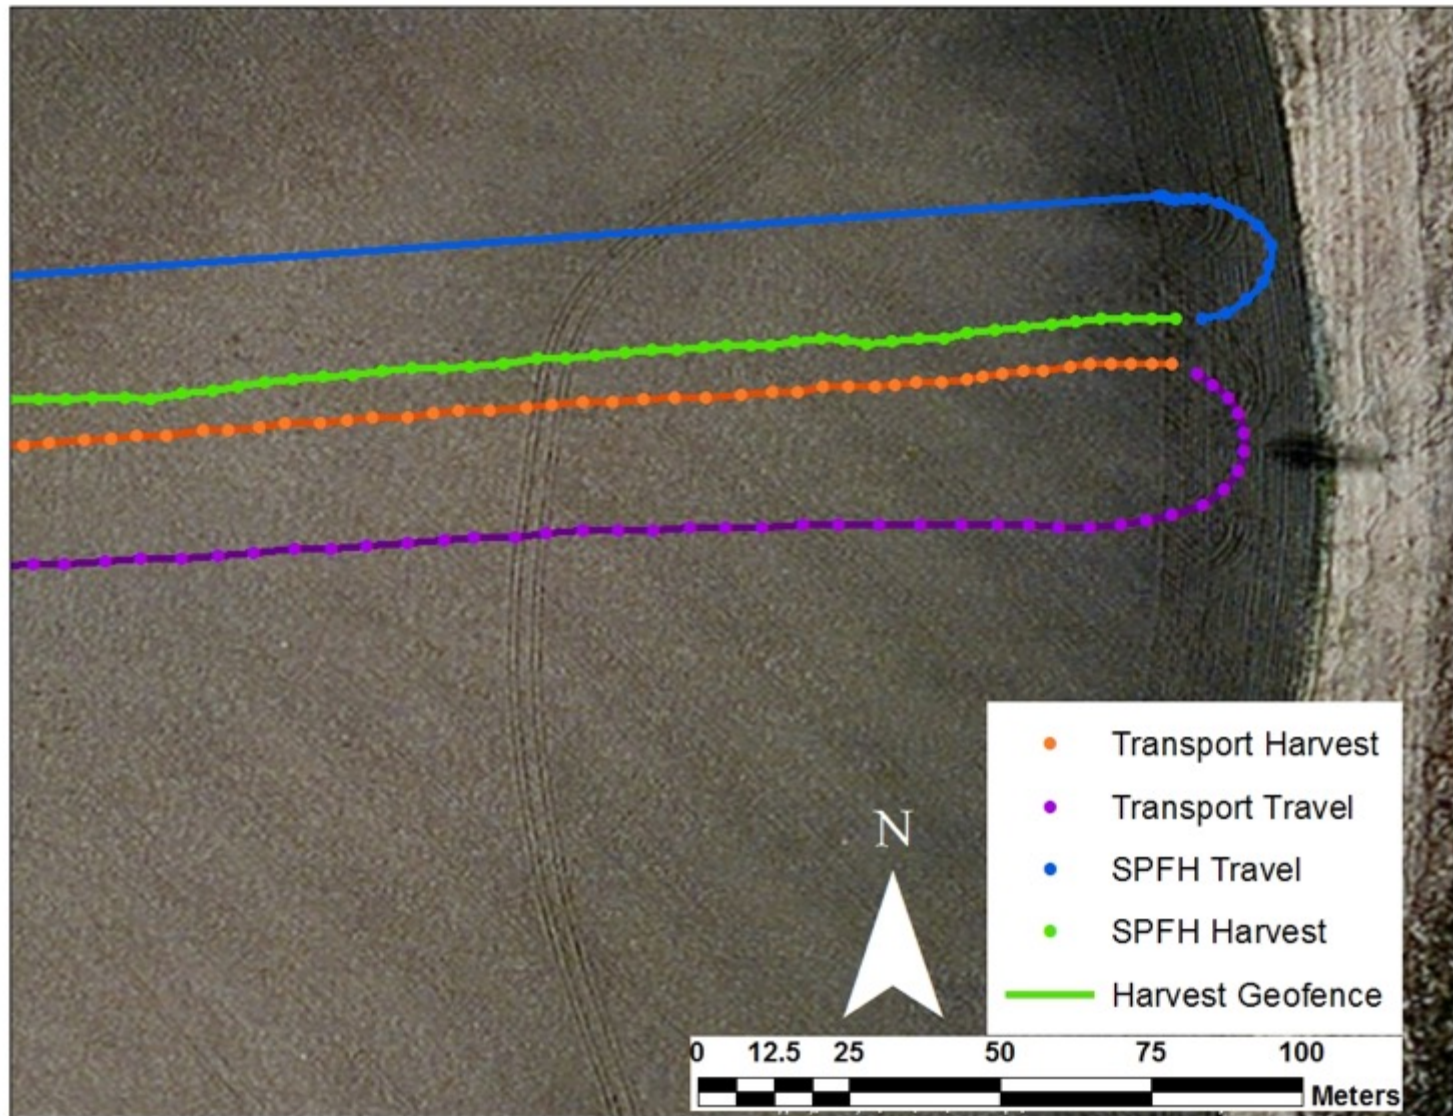 Transport Harvest
Transport Travel
SPFH Travel
SPFH Harvest
Harvest Geofence
N
0 12.5 25 50 75 100
Meters